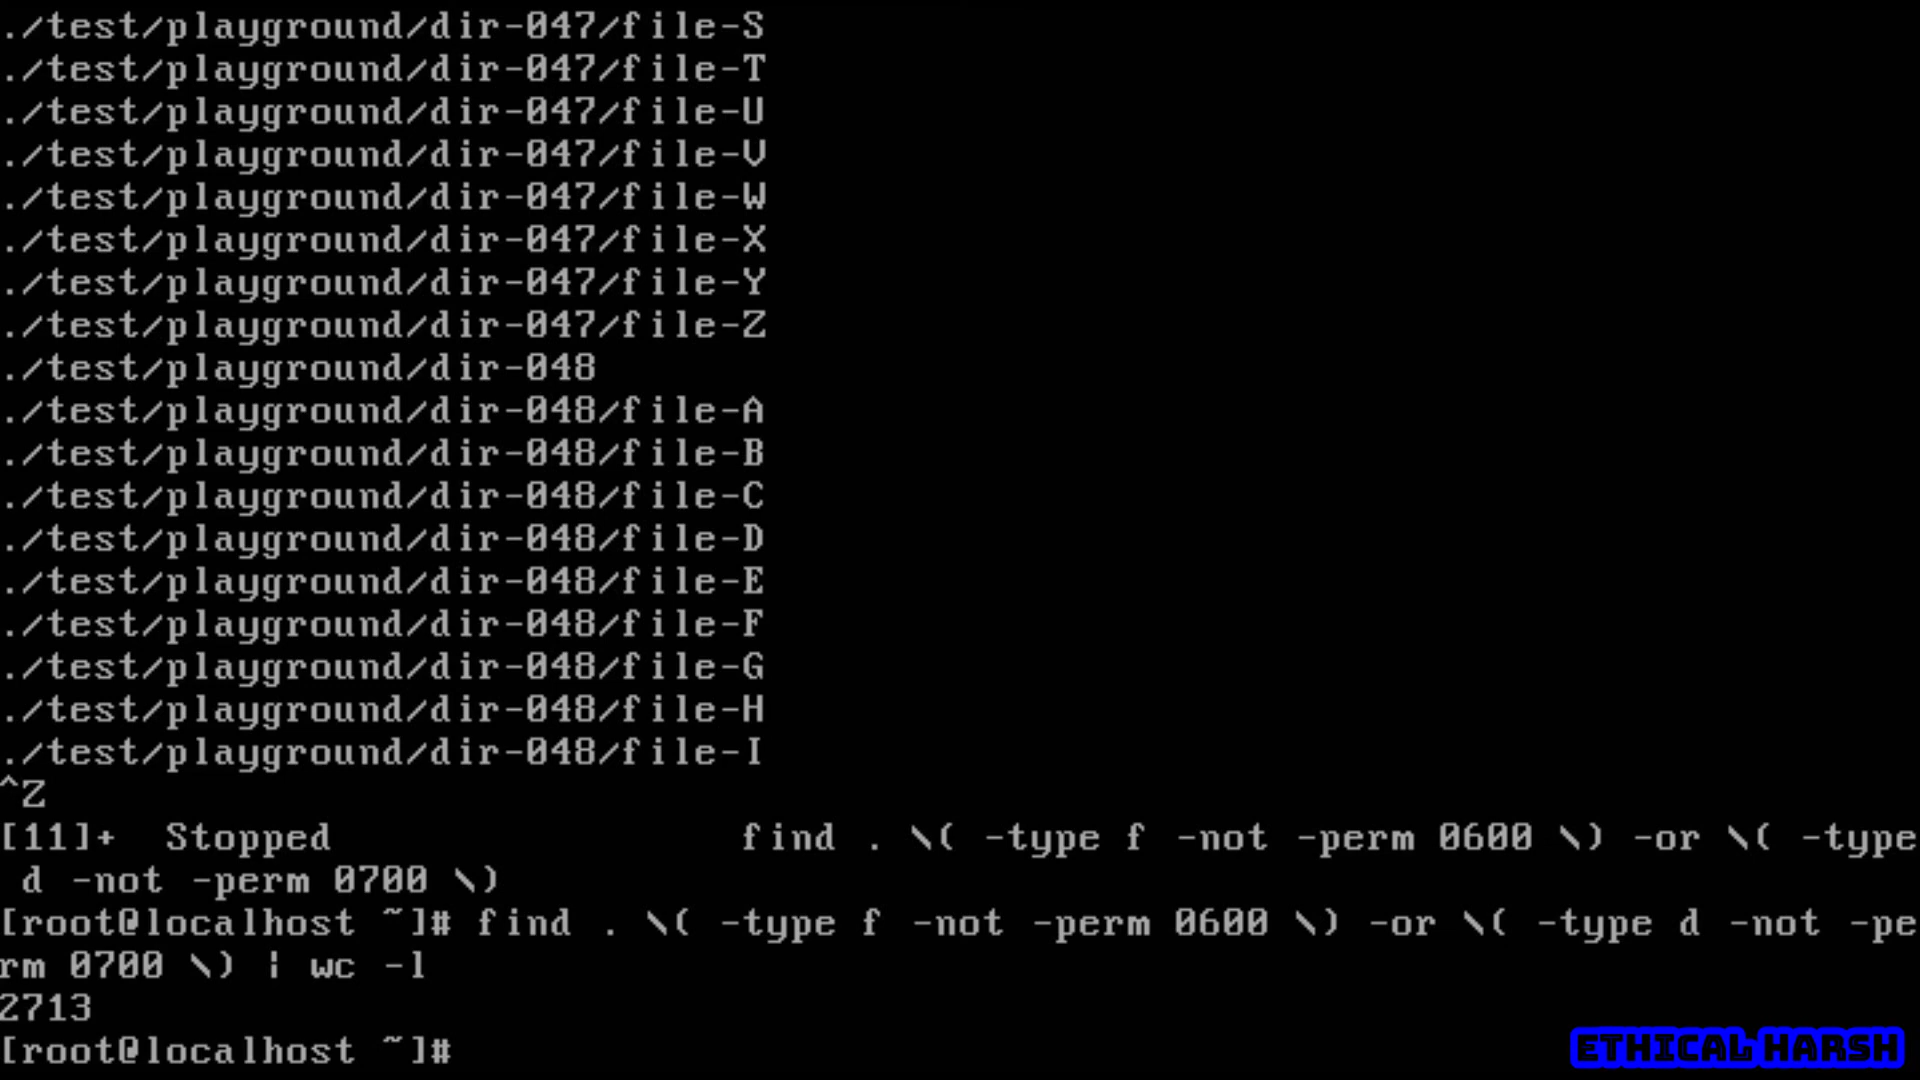 ./test/playground/dir-047/file-S
./test/playground/dir-047/file-T
./test/playground/dir-047/file-U
./test/playground/dir-047/file-V
./test/playground/dir-047/file-W
./test/playground/dir-047/file-X
./test/playground/dir-047/file-Y
./test/playground/dir-047/file-Z
./test/playground/dir-048
./test/playground/dir-048/file-A
./test/playground/dir-048/file-B
./test/playground/dir-048/file-C
./test/playground/dir-048/file-D
./test/playground/dir-048/file-E
./test/playground/dir-048/file-F
./test/playground/dir-048/file-G
./test/playground/dir-048/file-H
./test/playground/dir-048/file-I
^Z
[11]+  Stopped                 find . \( -type f -not -perm 0600 \) -or \( -type
 d -not -perm 0700 \)
[root@localhost ~]# find . \( -type f -not -perm 0600 \) -or \( -type d -not -pe
rm 0700 \) | wc -l
2713
[root@localhost ~]#
ETHICAL HARSH